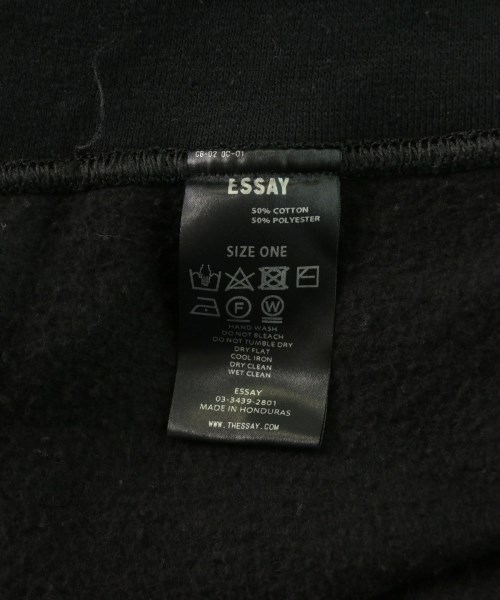 CB-02 OC-01
ESSAY
50% COTTON
50% POLYESTER
SIZE ONE
F W
HAND WASH
DO NOT BLEACH
DO NOT TUMBLE DRY
DRY FLAT
COOL IRON
DRY CLEAN
WET CLEAN
ESSAY
03-3439-2801
MADE IN HONDURAS
WWW.THESSAY.COM